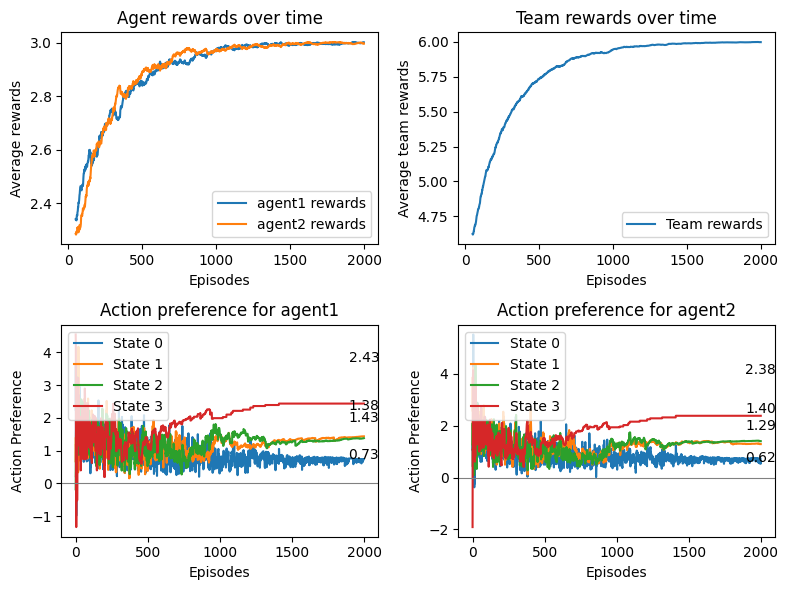 Agent rewards over time
Average rewards
3.0
2.8
2.6
2.4
agent1 rewards
agent2 rewards
0 500 1000 1500 2000
Episodes
Team rewards over time
Average team rewards
6.00
5.75
5.50
5.25
5.00
4.75
Team rewards
0 500 1000 1500 2000
Episodes
Action preference for agent1
Action Preference
4
3
2
1
0
−1
State 0
State 1
State 2
State 3
2.43
1.38
1.43
0.73
0 500 1000 1500 2000
Episodes
Action preference for agent2
Action Preference
4
2
0
−2
State 0
State 1
State 2
State 3
2.38
1.40
1.29
0.62
0 500 1000 1500 2000
Episodes